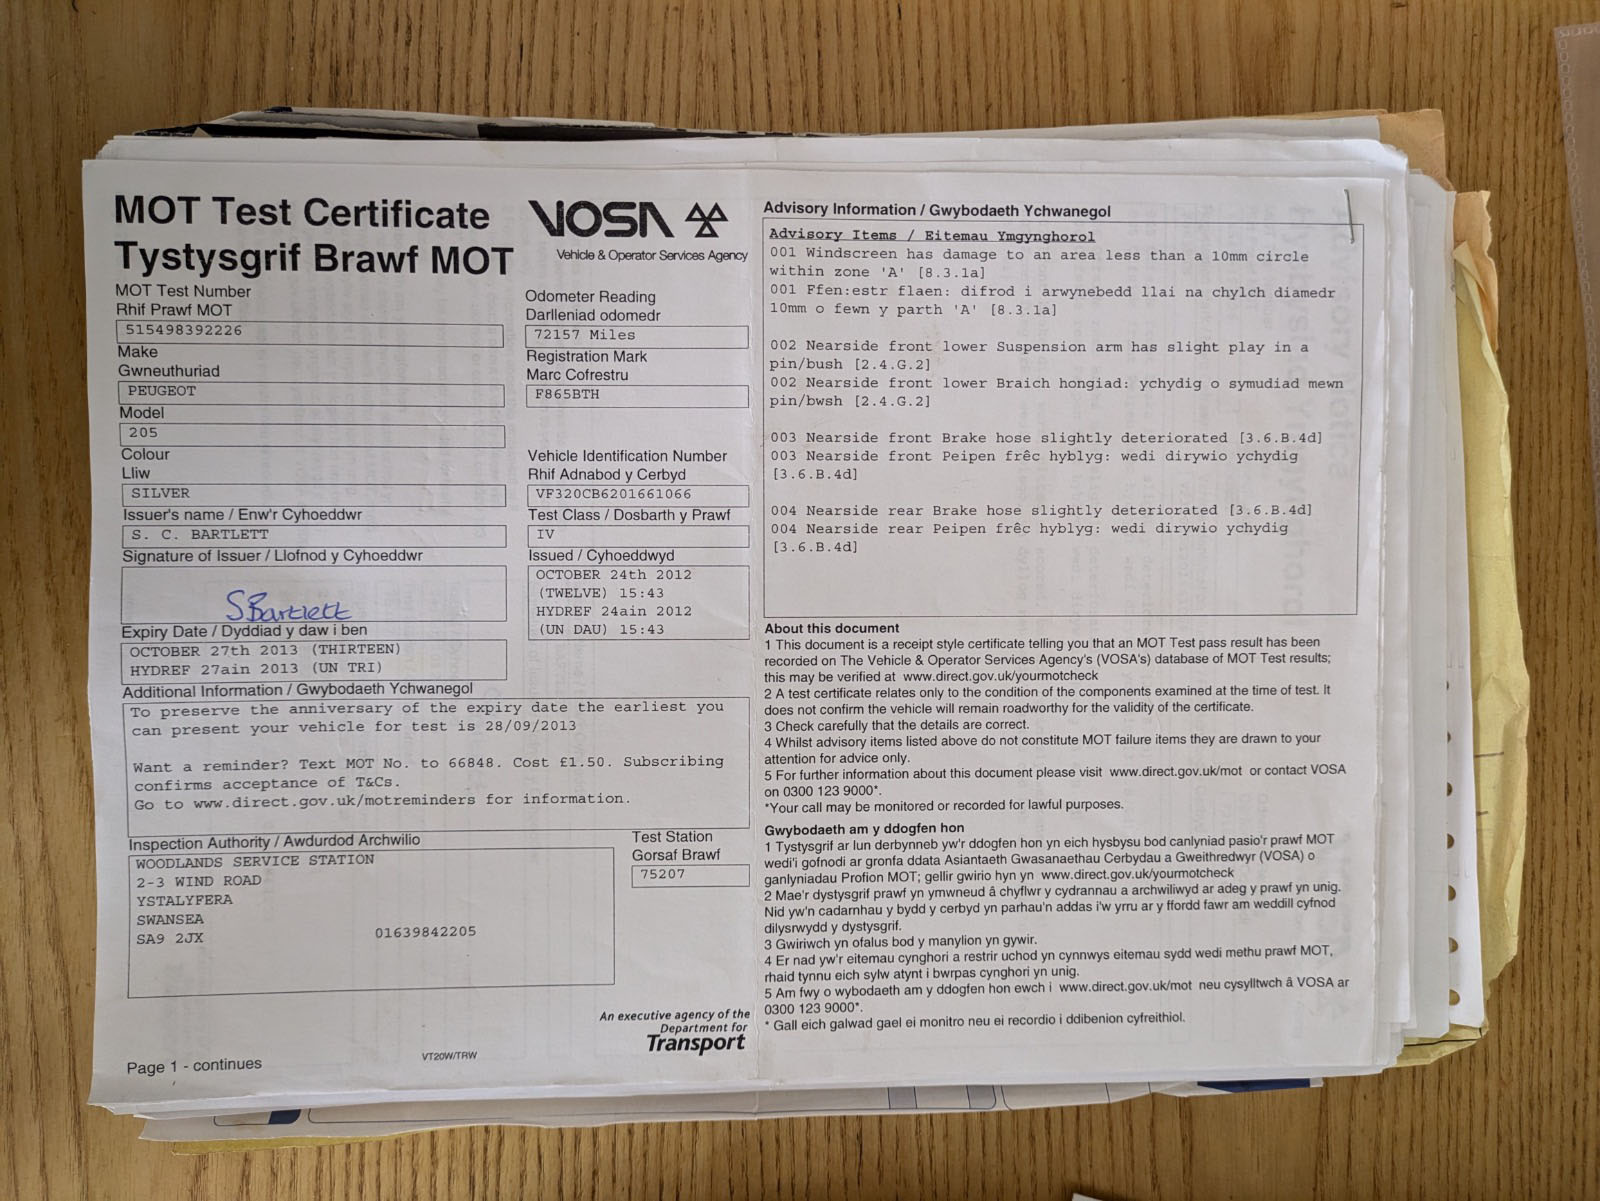 MOT Test Certificate
Tystysgrif Brawf MOT
VOSA
Vehicle & Operator Services Agency
MOT Test Number
Rhif Prawf MOT
515498392226
Make
Gwneuthuriad
PEUGEOT
Model
205
Colour
Lliw
SILVER
Issuer's name / Enw'r Cyhoeddwr
S. C. BARTLETT
Signature of Issuer / Llofnod y Cyhoeddwr
S Bartlett
Expiry Date / Dyddiad y daw i ben
OCTOBER 27th 2013 (THIRTEEN)
HYDREF 27ain 2013 (UN TRI)
Odometer Reading
Darlleniad odomedr
72157 Miles
Registration Mark
Marc Cofrestru
F865BTH
Vehicle Identification Number
Rhif Adnabod y Cerbyd
VF320CB6201661066
Test Class / Dosbarth y Prawf
IV
Issued / Cyhoeddwyd
OCTOBER 24th 2012
(TWELVE) 15:43
HYDREF 24ain 2012
(UN DAU) 15:43
Additional Information / Gwybodaeth Ychwanegol
To preserve the anniversary of the expiry date the earliest you
can present your vehicle for test is 28/09/2013
Want a reminder? Text MOT No. to 66848. Cost £1.50. Subscribing
confirms acceptance of T&Cs.
Go to www.direct.gov.uk/motreminders for information.
Inspection Authority / Awdurdod Archwilio
WOODLANDS SERVICE STATION
2-3 WIND ROAD
YSTALYFERA
SWANSEA
SA9 2JX 01639842205
Test Station
Gorsaf Brawf
75207
An executive agency of the
Department for
Transport
Page 1 - continues
VT20W/TRW
Advisory Information / Gwybodaeth Ychwanegol
Advisory Items / Eitemau Ymgynghorol
001 Windscreen has damage to an area less than a 10mm circle
within zone 'A' [8.3.1a]
001 Ffen:estr flaen: difrod i arwynebedd llai na chylch diamedr
10mm o fewn y parth 'A' [8.3.1a]
002 Nearside front lower Suspension arm has slight play in a
pin/bush [2.4.G.2]
002 Nearside front lower Braich hongiad: ychydig o symudiad mewn
pin/bwsh [2.4.G.2]
003 Nearside front Brake hose slightly deteriorated [3.6.B.4d]
003 Nearside front Peipen frêc hyblyg: wedi dirywio ychydig
[3.6.B.4d]
004 Nearside rear Brake hose slightly deteriorated [3.6.B.4d]
004 Nearside rear Peipen frêc hyblyg: wedi dirywio ychydig
[3.6.B.4d]
About this document
1 This document is a receipt style certificate telling you that an MOT Test pass result has been
recorded on The Vehicle & Operator Services Agency's (VOSA's) database of MOT Test results;
this may be verified at www.direct.gov.uk/yourmotcheck
2 A test certificate relates only to the condition of the components examined at the time of test. It
does not confirm the vehicle will remain roadworthy for the validity of the certificate.
3 Check carefully that the details are correct.
4 Whilst advisory items listed above do not constitute MOT failure items they are drawn to your
attention for advice only.
5 For further information about this document please visit www.direct.gov.uk/mot or contact VOSA
on 0300 123 9000*.
*Your call may be monitored or recorded for lawful purposes.
Gwybodaeth am y ddogfen hon
1 Tystysgrif ar lun derbynneb yw'r ddogfen hon yn eich hysbysu bod canlyniad pasio'r prawf MOT
wedi'i gofnodi ar gronfa ddata Asiantaeth Gwasanaethau Cerbydau a Gweithredwyr (VOSA) o
ganlyniadau Profion MOT; gellir gwirio hyn yn www.direct.gov.uk/yourmotcheck
2 Mae'r dystysgrif prawf yn ymwneud â chyflwr y cydrannau a archwiliwyd ar adeg y prawf yn unig.
Nid yw'n cadarnhau y bydd y cerbyd yn parhau'n addas i'w yrru ar y ffordd fawr am weddill cyfnod
dilysrwydd y dystysgrif.
3 Gwiriwch yn ofalus bod y manylion yn gywir.
4 Er nad yw'r eitemau cynghori a restrir uchod yn cynnwys eitemau sydd wedi methu prawf MOT,
rhaid tynnu eich sylw atynt i bwrpas cynghori yn unig.
5 Am fwy o wybodaeth am y ddogfen hon ewch i www.direct.gov.uk/mot neu cysylltwch â VOSA ar
0300 123 9000*.
* Gall eich galwad gael ei monitro neu ei recordio i ddibenion cyfreithiol.